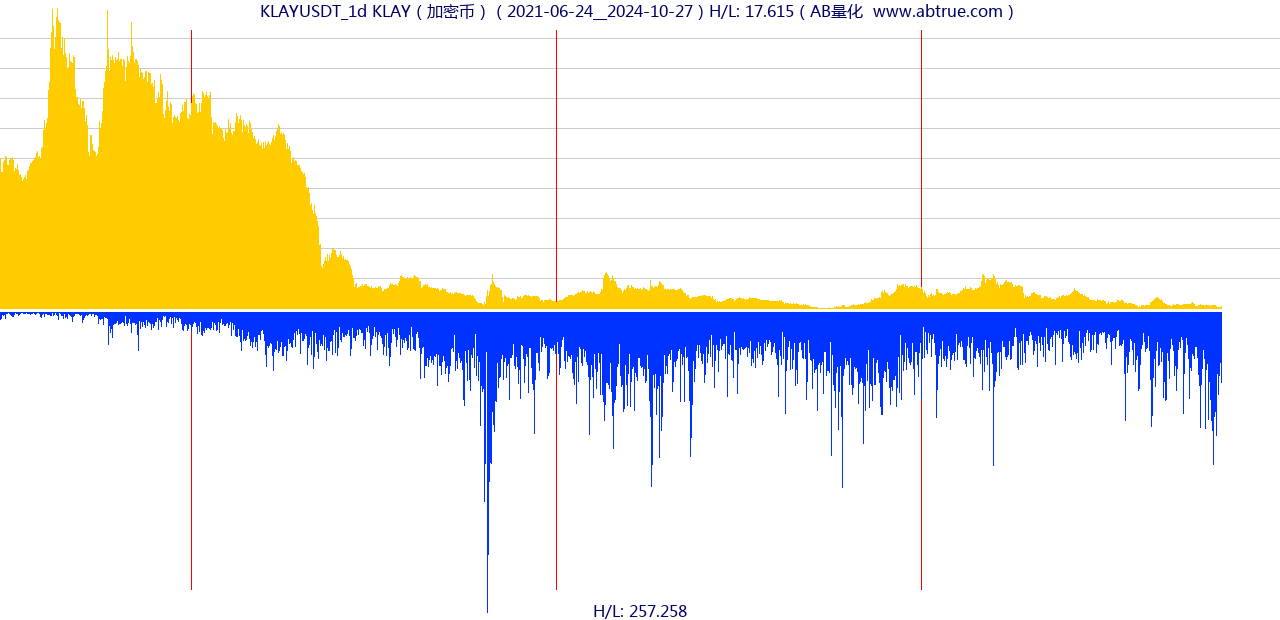 KLAYUSDT_1d KLAY ( 加密币 ) ( 2021-06-24__2024-10-27 ) H/L: 17.615 ( AB量化 www.abtrue.com )
H/L: 257.258